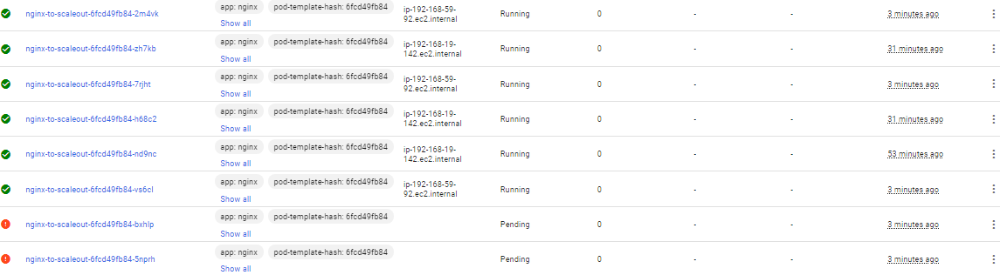 nginx-to-scaleout-6fcd49fb84-2m4vk app: nginx pod-template-hash: 6fcd49fb84 ip-192-168-59-92.ec2.internal Running 0 - - 3 minutes ago
Show all
nginx-to-scaleout-6fcd49fb84-zh7kb app: nginx pod-template-hash: 6fcd49fb84 ip-192-168-19-142.ec2.internal Running 0 - - 31 minutes ago
Show all
nginx-to-scaleout-6fcd49fb84-7rjht app: nginx pod-template-hash: 6fcd49fb84 ip-192-168-59-92.ec2.internal Running 0 - - 3 minutes ago
Show all
nginx-to-scaleout-6fcd49fb84-h68c2 app: nginx pod-template-hash: 6fcd49fb84 ip-192-168-19-142.ec2.internal Running 0 - - 31 minutes ago
Show all
nginx-to-scaleout-6fcd49fb84-nd9nc app: nginx pod-template-hash: 6fcd49fb84 ip-192-168-19-142.ec2.internal Running 0 - - 53 minutes ago
Show all
nginx-to-scaleout-6fcd49fb84-vs6cl app: nginx pod-template-hash: 6fcd49fb84 ip-192-168-59-92.ec2.internal Running 0 - - 3 minutes ago
Show all
nginx-to-scaleout-6fcd49fb84-bxhlp app: nginx pod-template-hash: 6fcd49fb84 Pending 0 - - 3 minutes ago
Show all
nginx-to-scaleout-6fcd49fb84-5nprh app: nginx pod-template-hash: 6fcd49fb84 Pending 0 - - 3 minutes ago
Show all